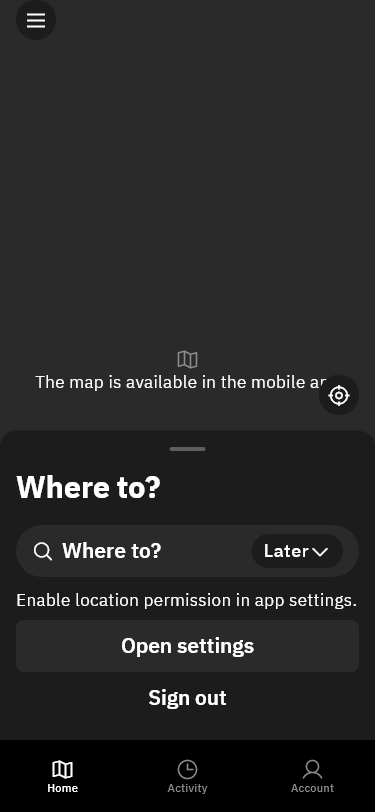 The map is available in the mobile
Where to?
Where to?
Later
Enable location permission in app settings.
Open settings
Sign out
Home
Activity
Account